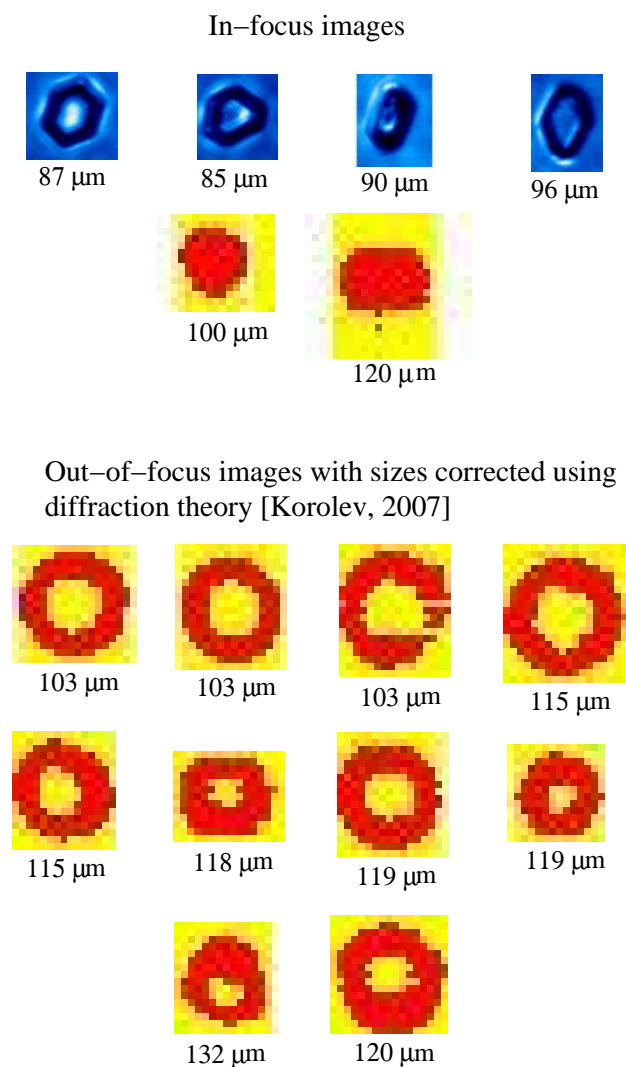 In−focus images
87 μm
85 μm
90 μm
96 μm
100 μm
120 μm
Out−of−focus images with sizes corrected using
diffraction theory [Korolev, 2007]
103 μm
103 μm
103 μm
115 μm
115 μm
118 μm
119 μm
119 μm
132 μm
120 μm